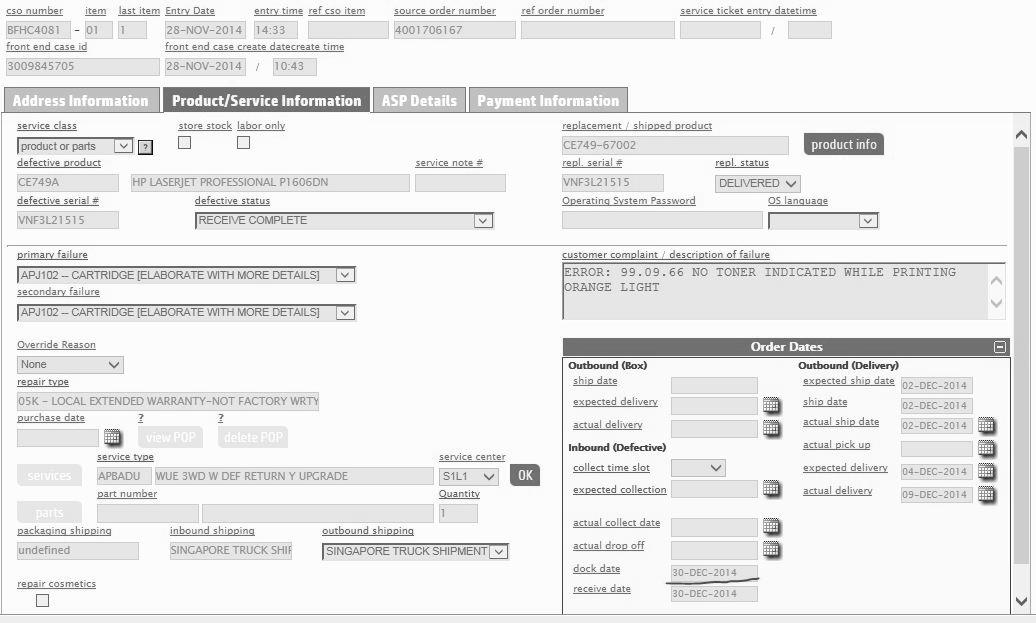 cso number item last item Entry Date entry time ref cso item source order number ref order number service ticket entry datetime
BFHC4081 - 01 1 28-NOV-2014 14:33 4001706167 /
front end case id front end case create datecreate time
3009845705 28-NOV-2014 / 10:43
Address Information Product/Service Information ASP Details Payment Information
service class store stock labor only replacement / shipped product
product or parts ? CE749-67002 product info
defective product service note # repl. serial # repl. status
CE749A HP LASERJET PROFESSIONAL P1606DN VNF3L21515 DELIVERED
defective serial # defective status Operating System Password OS language
VNF3L21515 RECEIVE COMPLETE
primary failure customer complaint / description of failure
APJ102 -- CARTRIDGE [ELABORATE WITH MORE DETAILS] ERROR: 99.09.66 NO TONER INDICATED WHILE PRINTING
ORANGE LIGHT
secondary failure
APJ102 -- CARTRIDGE [ELABORATE WITH MORE DETAILS]
Override Reason
None
repair type
05K - LOCAL EXTENDED WARRANTY-NOT FACTORY WRTY
purchase date ? ?
view POP delete POP
service type service center
services APBADU WUE 3WD W DEF RETURN Y UPGRADE S1L1 OK
part number Quantity
parts 1
packaging shipping inbound shipping outbound shipping
undefined SINGAPORE TRUCK SHIP SINGAPORE TRUCK SHIPMENT
repair cosmetics
Order Dates
Outbound (Box)
ship date
expected delivery
actual delivery
Inbound (Defective)
collect time slot
expected collection
actual collect date
actual drop off
dock date 30-DEC-2014
receive date 30-DEC-2014
Outbound (Delivery)
expected ship date 02-DEC-2014
ship date 02-DEC-2014
actual ship date 02-DEC-2014
actual pick up
expected delivery 04-DEC-2014
actual delivery 09-DEC-2014